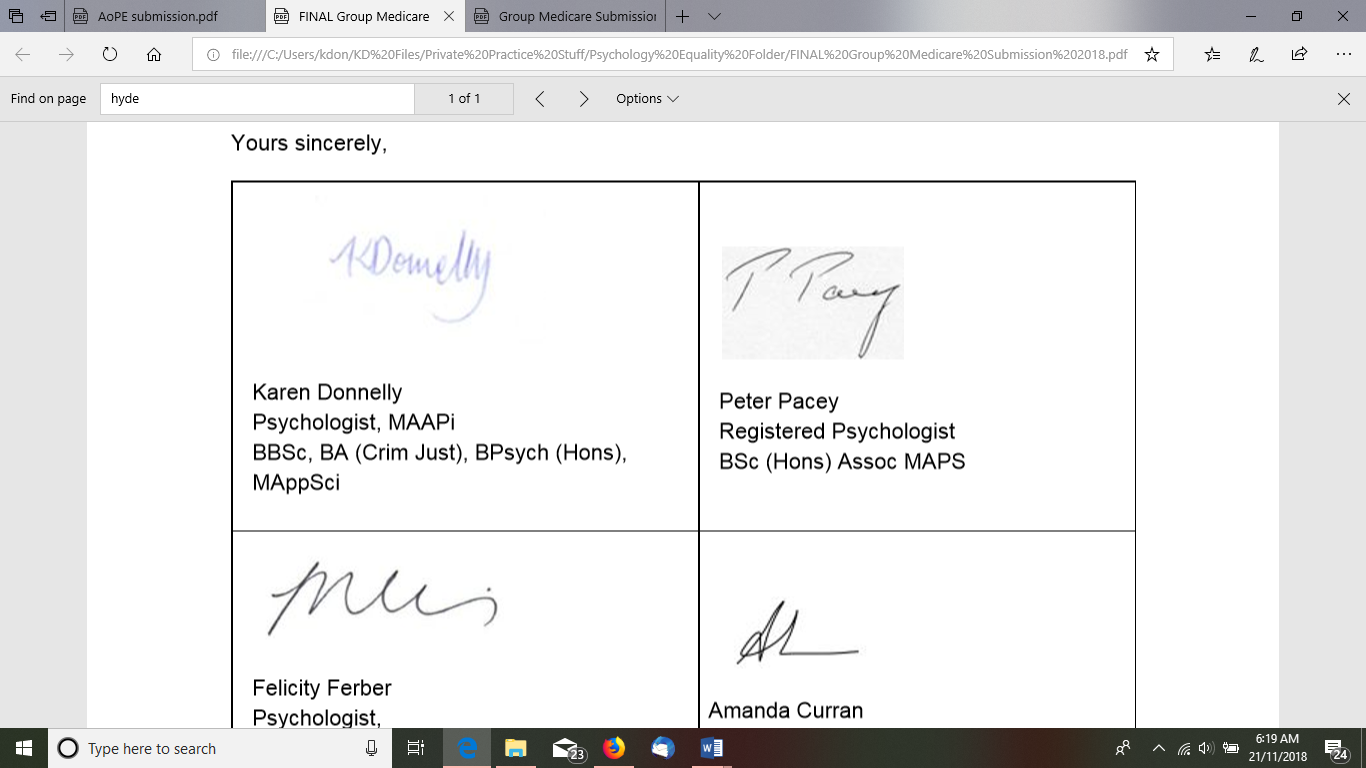 AoPE submission.pdf
FINAL Group Medicare
Group Medicare Submission
file:///C:/Users/kdon/KD%20Files/Private%20Practice%20Stuff/Psychology%20Equality%20Folder/FINAL%20Group%20Medicare%20Submission%202018.pdf
Find on page
hyde
1 of 1
Options
Yours sincerely,
KDonnelly
P Pacey
Karen Donnelly
Psychologist, MAAPi
BBSc, BA (Crim Just), BPsych (Hons),
MAppSci
Peter Pacey
Registered Psychologist
BSc (Hons) Assoc MAPS
Felicity Ferber
Psychologist,
Amanda Curran
Type here to search
23
6:19 AM
21/11/2018
24